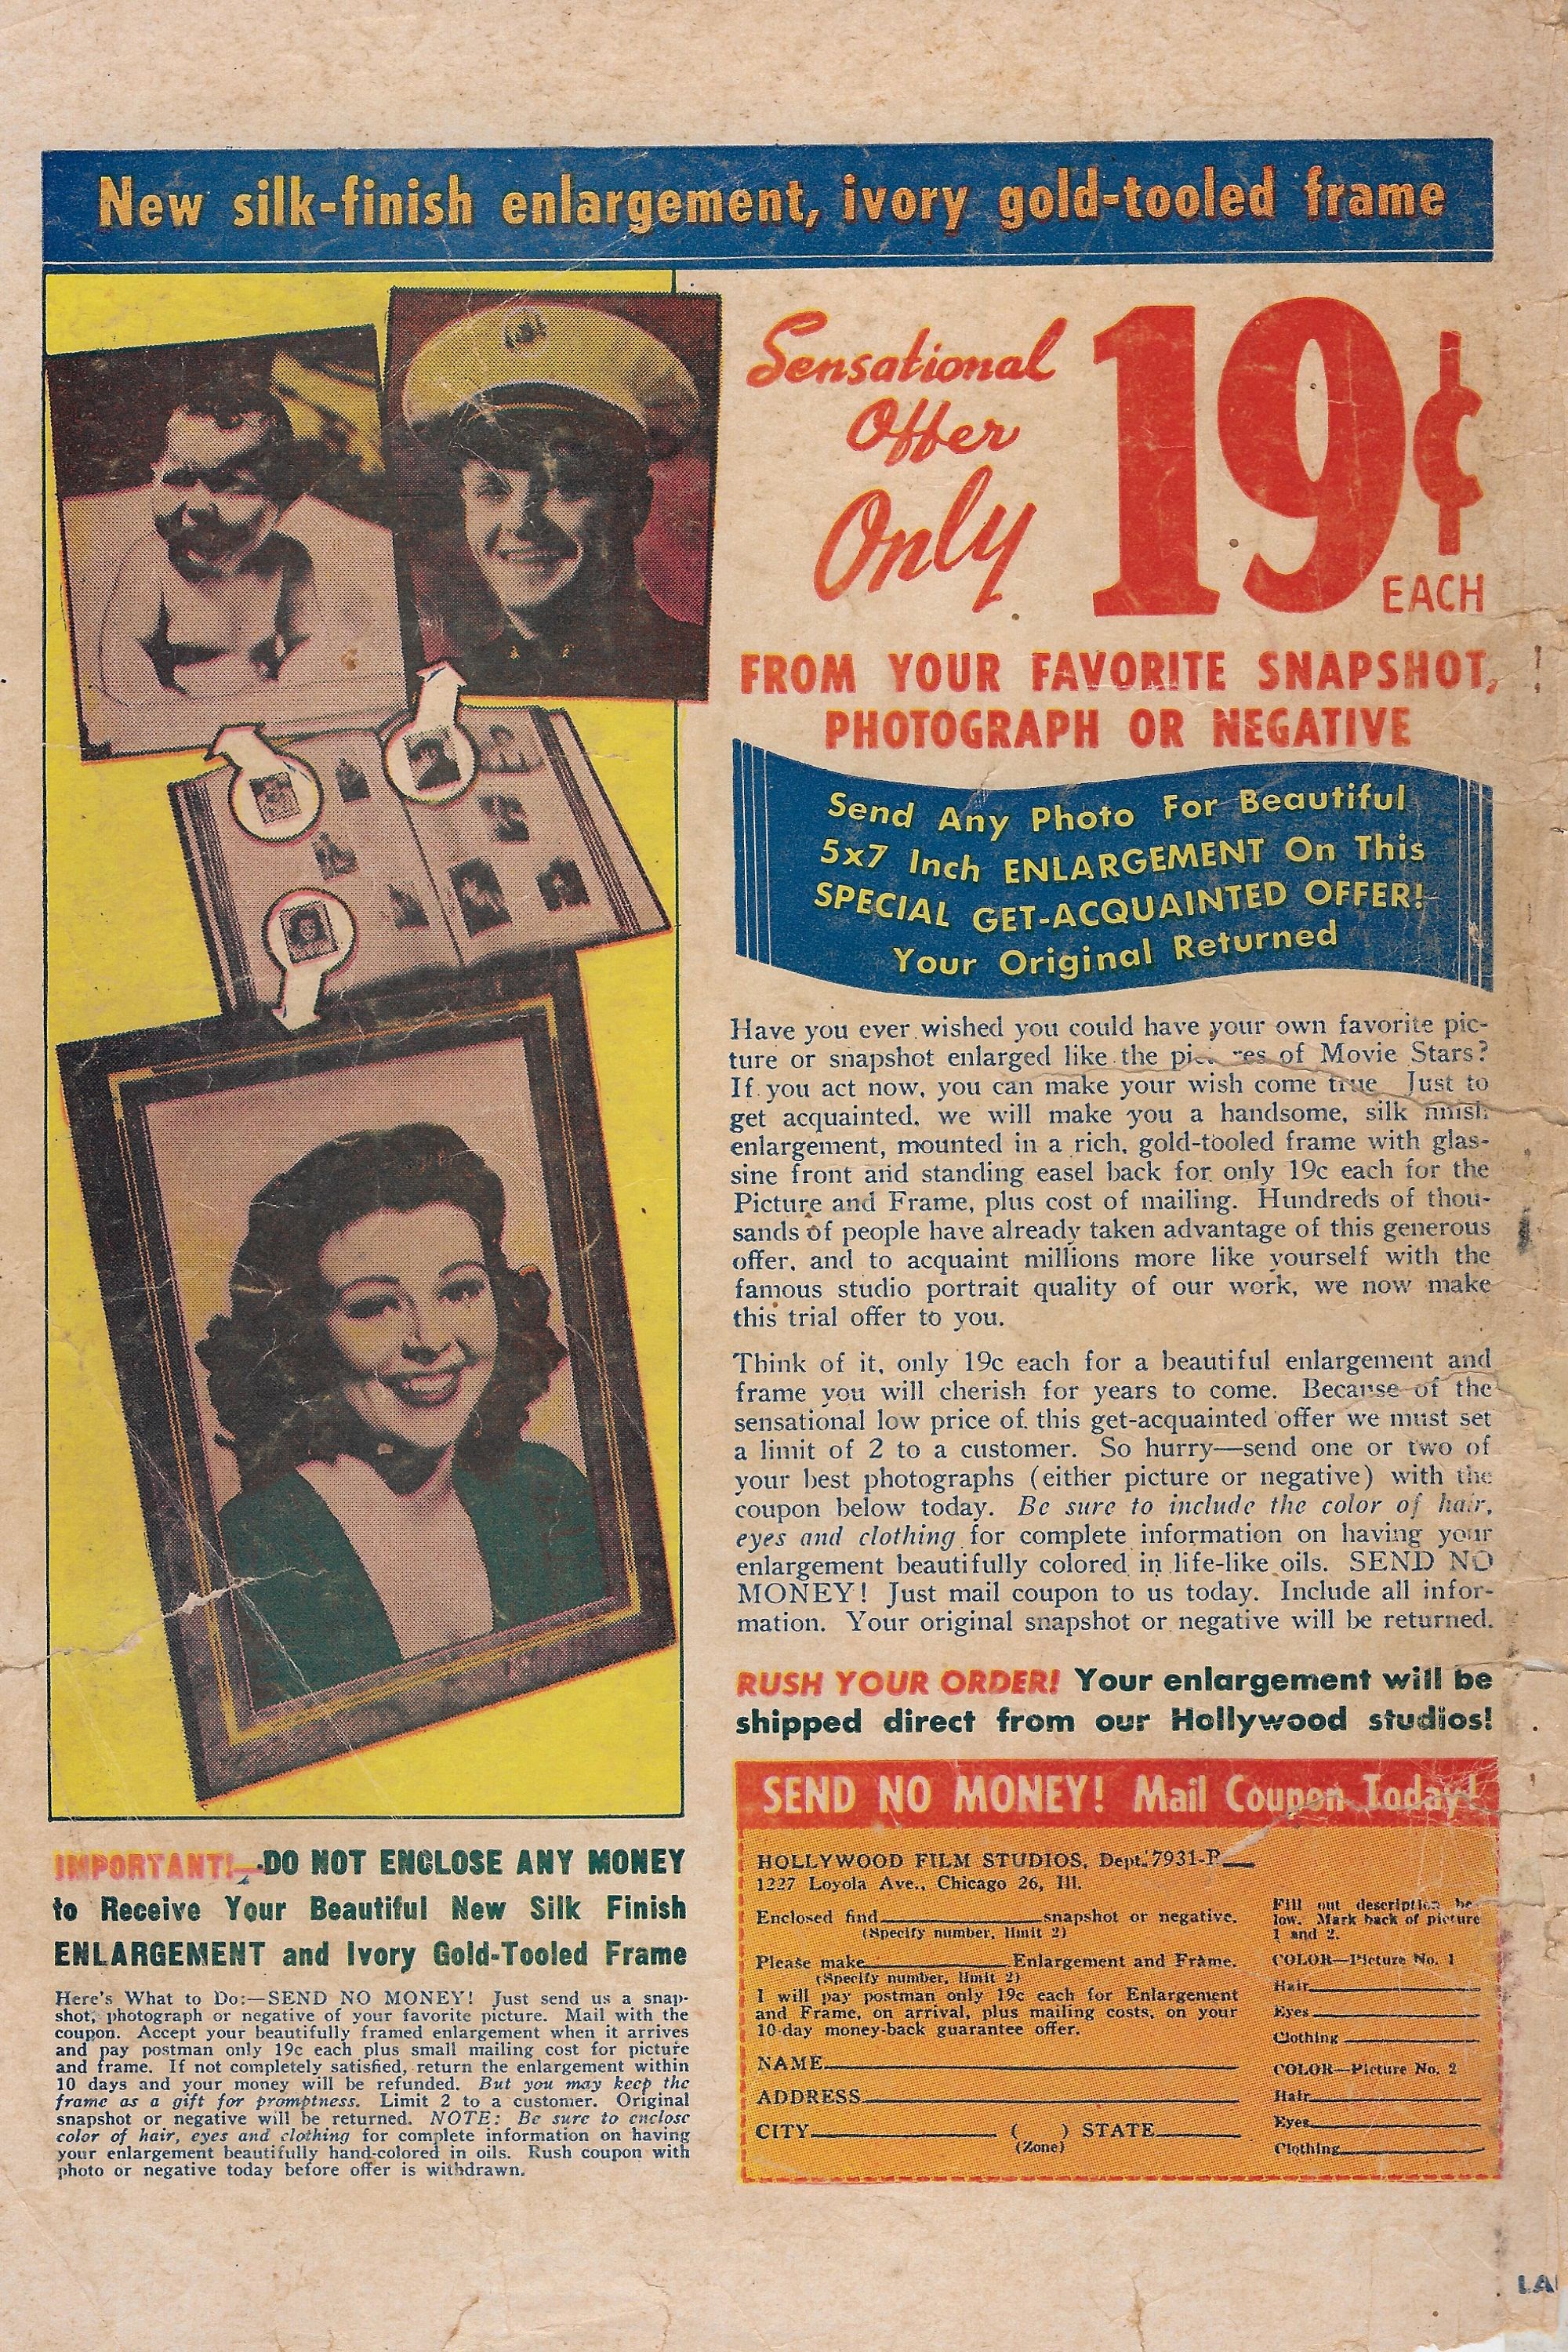 New silk-finish enlargement, ivory gold-tooled frame
Sensational
Offer
Only
19¢
EACH
FROM YOUR FAVORITE SNAPSHOT,
PHOTOGRAPH OR NEGATIVE
Send Any Photo For Beautiful
5x7 Inch ENLARGEMENT On This
SPECIAL GET-ACQUAINTED OFFER!
Your Original Returned
Have you ever wished you could have your own favorite pic-
ture or snapshot enlarged like the of Movie Stars?
If you act now, you can make your wish come true Just to
get acquainted, we will make you a handsome, silk finish
enlargement, mounted in a rich, gold-tooled frame with glas-
sine front and standing easel back for only 19c each for the
Picture and Frame, plus cost of mailing. Hundreds of thou-
sands of people have already taken advantage of this generous
offer, and to acquaint millions more like yourself with the
famous studio portrait quality of our work, we now make
this trial offer to you.
Think of it, only 19c each for a beautiful enlargement and
frame you will cherish for years to come. Because of the
sensational low price of this get-acquainted offer we must set
a limit of 2 to a customer. So hurry—send one or two of
your best photographs (either picture or negative) with the
coupon below today. Be sure to include the color of hair,
eyes and clothing for complete information on having your
enlargement beautifully colored in life-like oils. SEND NO
MONEY! Just mail coupon to us today. Include all infor-
mation. Your original snapshot or negative will be returned.
RUSH YOUR ORDER! Your enlargement will be
shipped direct from our Hollywood studios!
IMPORTANT!—DO NOT ENCLOSE ANY MONEY
to Receive Your Beautiful New Silk Finish
ENLARGEMENT and Ivory Gold-Tooled Frame
Here's What to Do:—SEND NO MONEY! Just send us a snap-
shot, photograph or negative of your favorite picture. Mail with the
coupon. Accept your beautifully framed enlargement when it arrives
and pay postman only 19c each plus small mailing cost for picture
and frame. If not completely satisfied, return the enlargement within
10 days and your money will be refunded. But you may keep the
frame as a gift for promptness. Limit 2 to a customer. Original
snapshot or negative will be returned. NOTE: Be sure to enclose
color of hair, eyes and clothing for complete information on having
your enlargement beautifully hand-colored in oils. Rush coupon with
photo or negative today before offer is withdrawn.
SEND NO MONEY! Mail Coupon Today!
HOLLYWOOD FILM STUDIOS, Dept. 7931-P
1227 Loyola Ave., Chicago 26, Ill.
Enclosed find snapshot or negative.
(Specify number, limit 2)
Please make Enlargement and Frame.
(Specify number, limit 2)
I will pay postman only 19c each for Enlargement
and Frame, on arrival, plus mailing costs, on your
10-day money-back guarantee offer.
NAME
ADDRESS
CITY ( ) STATE
(Zone)
Fill out description be-
low. Mark back of picture
1 and 2.
COLOR—Picture No. 1
Hair
Eyes
Clothing
COLOR—Picture No. 2
Hair
Eyes
Clothing